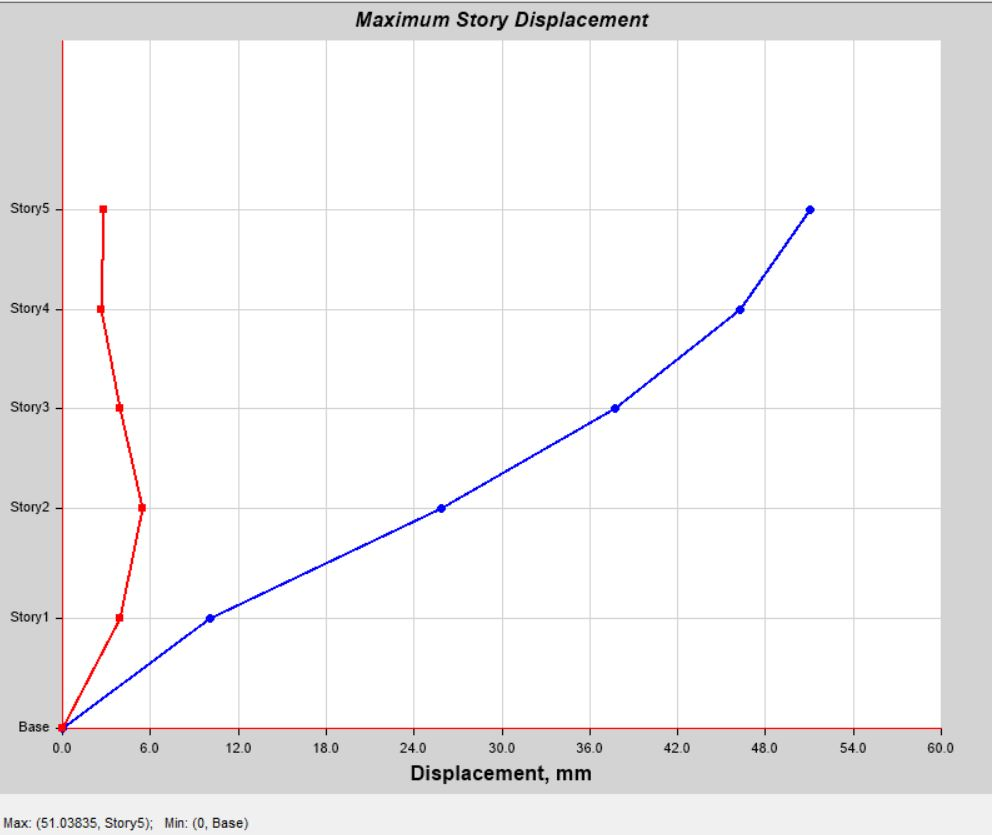 Maximum Story Displacement
Story5
Story4
Story3
Story2
Story1
Base
0.0 6.0 12.0 18.0 24.0 30.0 36.0 42.0 48.0 54.0 60.0
Displacement, mm
Max: (51.03835, Story5); Min: (0, Base)